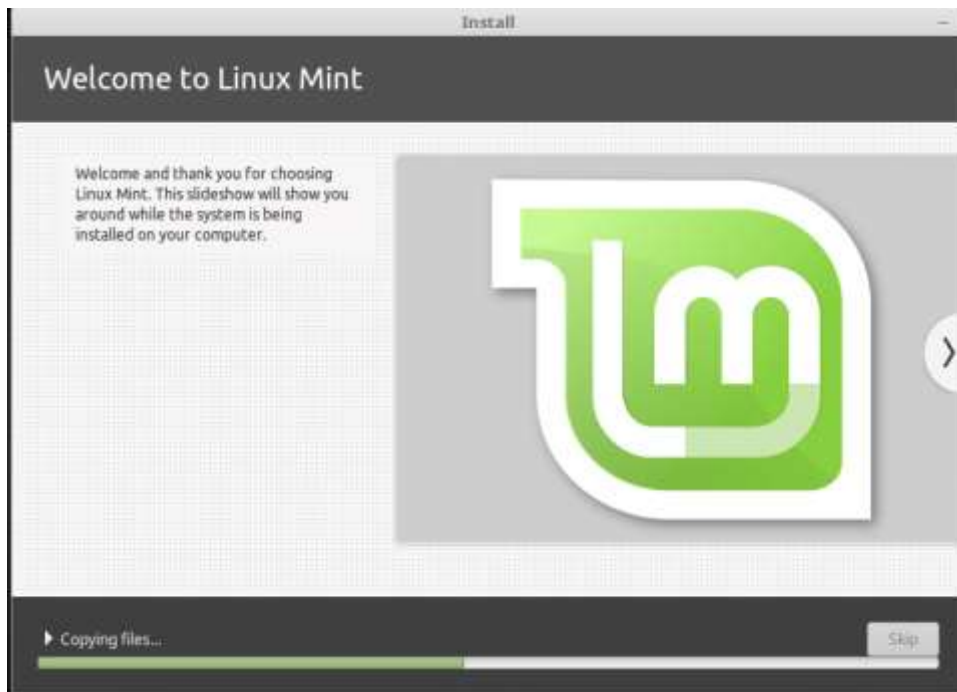 Install
Welcome to Linux Mint
Welcome and thank you for choosing
Linux Mint. This slideshow will show you
around while the system is being
installed on your computer.
lm
Copying files...
Skip